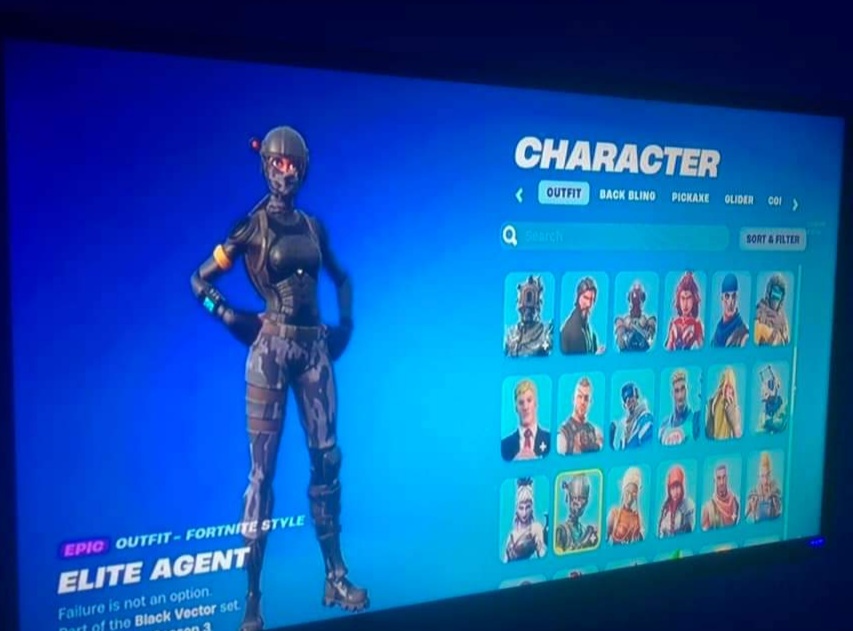 CHARACTER
OUTFIT BACK BLING PICKAXE GLIDER
Search
SORT & FILTER
EPIC OUTFIT - FORTNITE STYLE
ELITE AGENT
Failure is not an option.
Part of the Black Vector set.
3